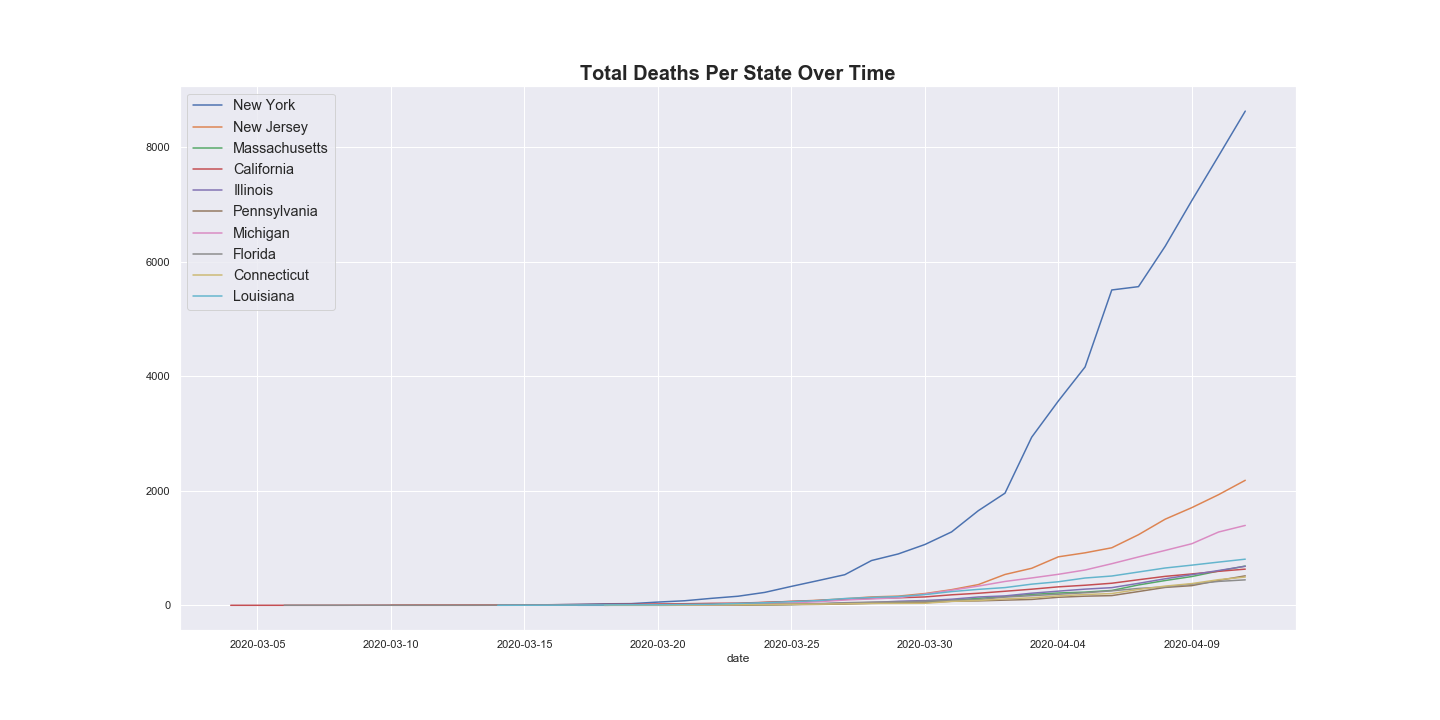 Total Deaths Per State Over Time
New York
New Jersey
Massachusetts
California
Illinois
Pennsylvania
Michigan
Florida
Connecticut
Louisiana
8000
6000
4000
2000
0
2020-03-05 2020-03-10 2020-03-15 2020-03-20 2020-03-25 2020-03-30 2020-04-04 2020-04-09
date